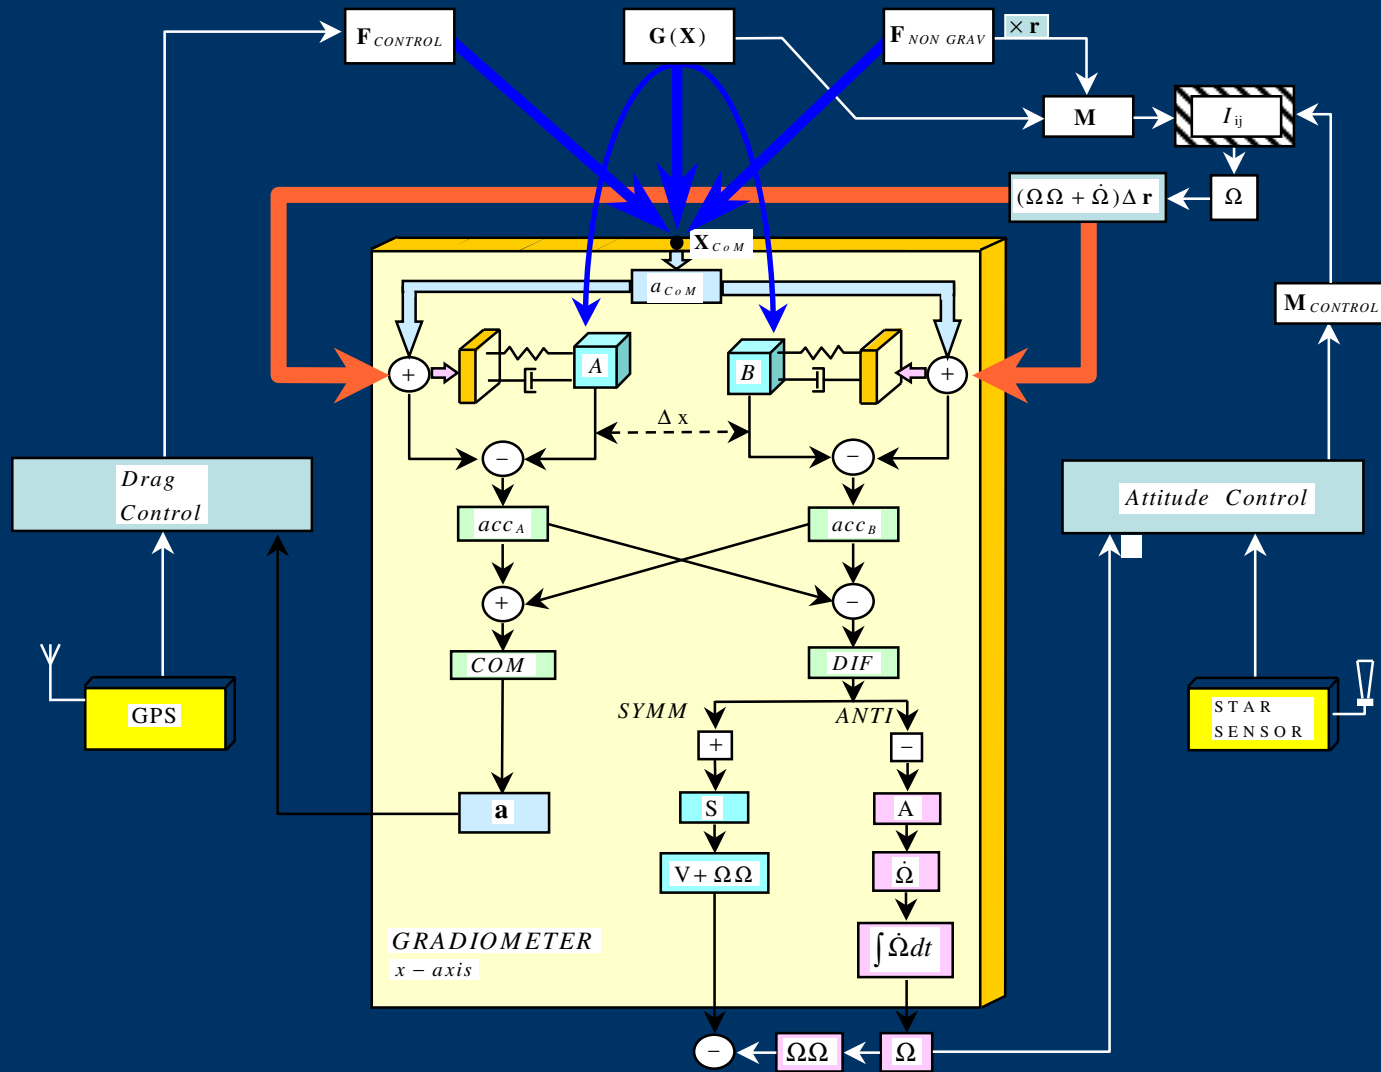 F CONTROL
G(X)
F NON GRAV
× r
M
I ij
(ΩΩ + Ω̇)Δ r
Ω
X CoM
a CoM
M CONTROL
+
A
B
+
Δ x
−
−
Drag
Control
Attitude Control
acc A
acc B
+
−
COM
DIF
SYMM
ANTI
GPS
STAR
SENSOR
+
−
a
S
A
V + ΩΩ
Ω̇
GRADIOMETER
x − axis
∫ Ω̇dt
−
ΩΩ
Ω